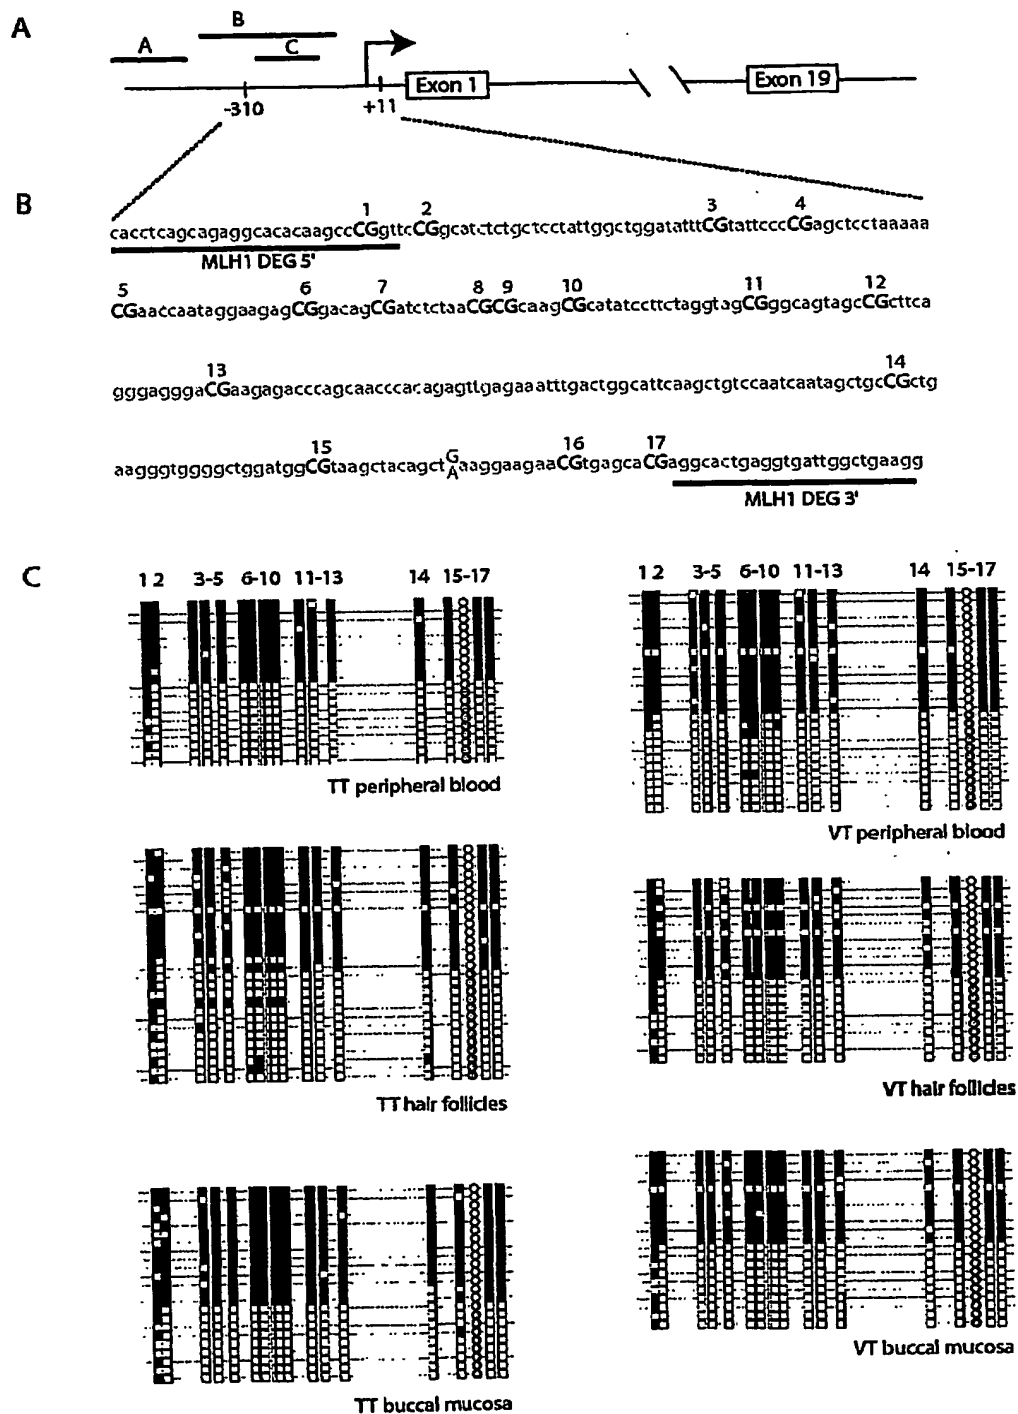 A
A
B
C
-310
+11
Exon 1
Exon 19
B
1 2 3 4
cacctcagcagaggcacacaagccCGgttcCGgcatctctgctcctattggctggatatttCGtattcccCGagctcctaaaaa
MLH1 DEG 5'
5 6 7 8 9 10 11 12
CGaaccaataggaagagCGgacagCGatctctaaCGCGcaagCGcatatccttctaggtagCGggcagtagcCGcttca
13 14
gggagggaCGaagagacccagcaacccacagagttgagaaatttgactggcattcaagctgtccaatcaatagctgcCGctg
15 16 17
aagggtggggctggatggCGtaagctacagctG
Aaaggaagaa​CGtgagcaCGaggcactgaggtgattggctgaagg
MLH1 DEG 3'
C
1 2 3-5 6-10 11-13 14 15-17
TT peripheral blood
1 2 3-5 6-10 11-13 14 15-17
VT peripheral blood
TT hair follicles
VT hair follicles
TT buccal mucosa
VT buccal mucosa